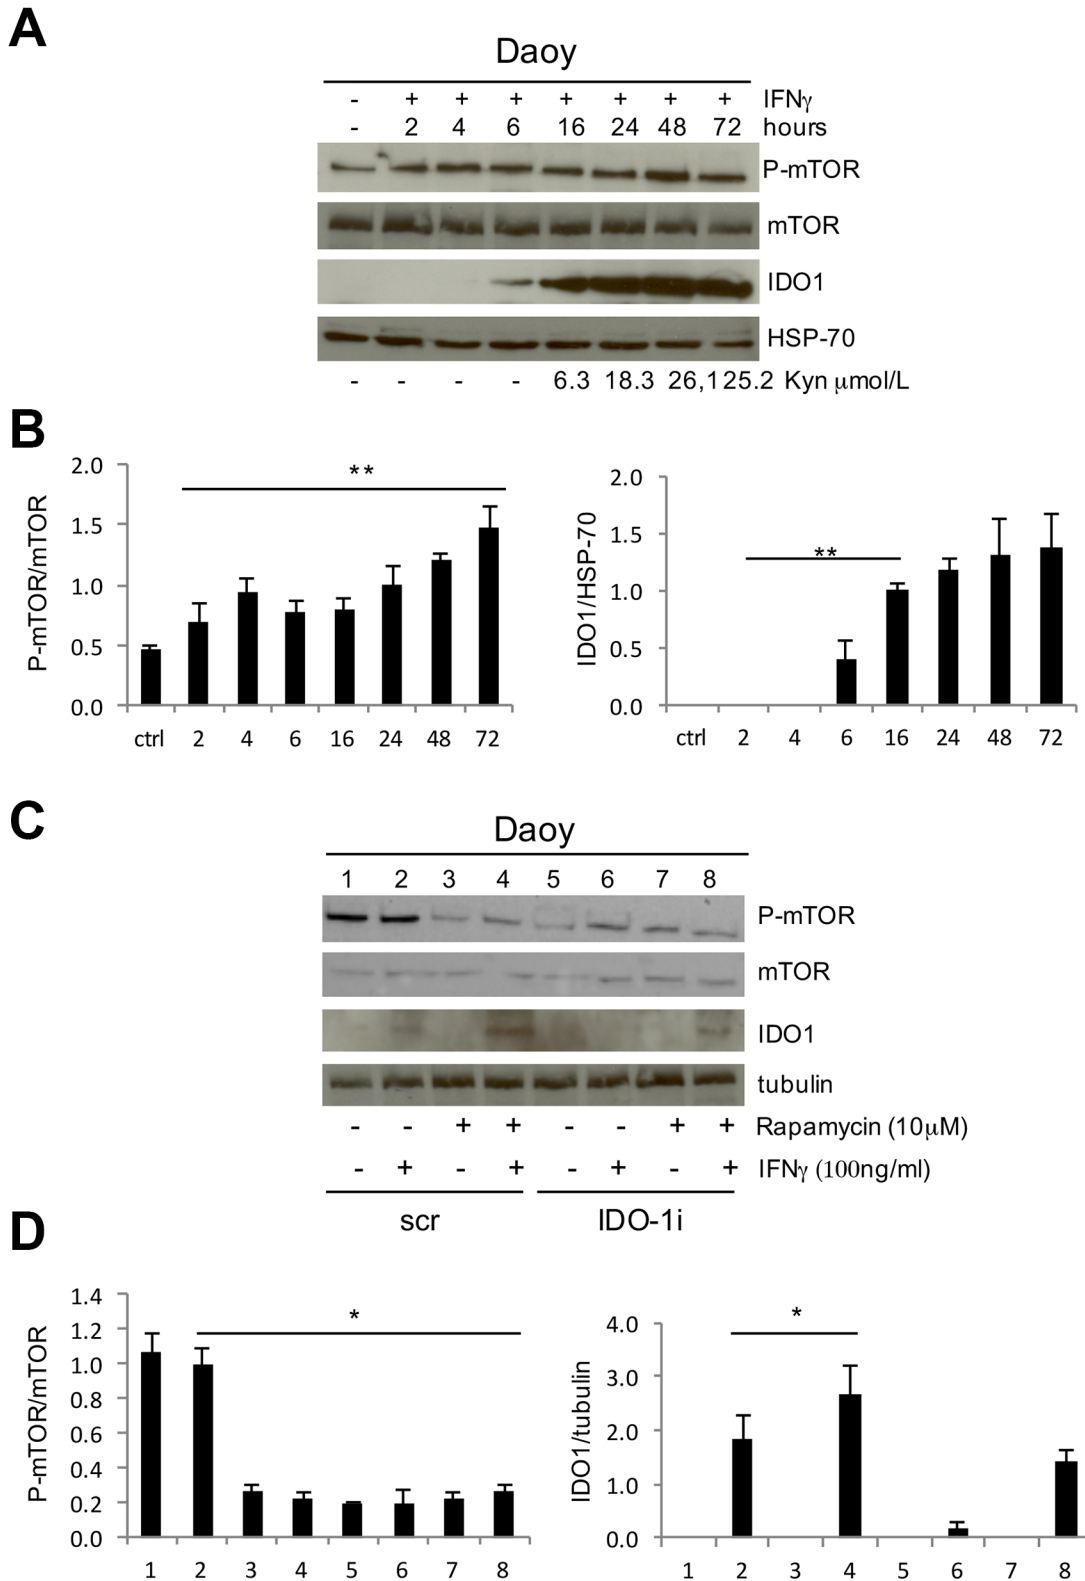 A
Daoy
- + + + + + + + IFNγ
- 2 4 6 16 24 48 72 hours
P-mTOR
mTOR
IDO1
HSP-70
- - - - 6.3 18.3 26,1 25.2 Kyn μmol/L
B
P-mTOR/mTOR
2.0
1.5
1.0
0.5
0.0
**
ctrl 2 4 6 16 24 48 72
IDO1/HSP-70
2.0
1.5
1.0
0.5
0.0
**
ctrl 2 4 6 16 24 48 72
C
Daoy
1 2 3 4 5 6 7 8
P-mTOR
mTOR
IDO1
tubulin
- - + + - - + + Rapamycin (10μM)
- + - + - + - + IFNγ (100ng/ml)
scr IDO-1i
D
P-mTOR/mTOR
1.4
1.2
1.0
0.8
0.6
0.4
0.2
0.0
*
1 2 3 4 5 6 7 8
IDO1/tubulin
4.0
3.0
2.0
1.0
0.0
*
1 2 3 4 5 6 7 8